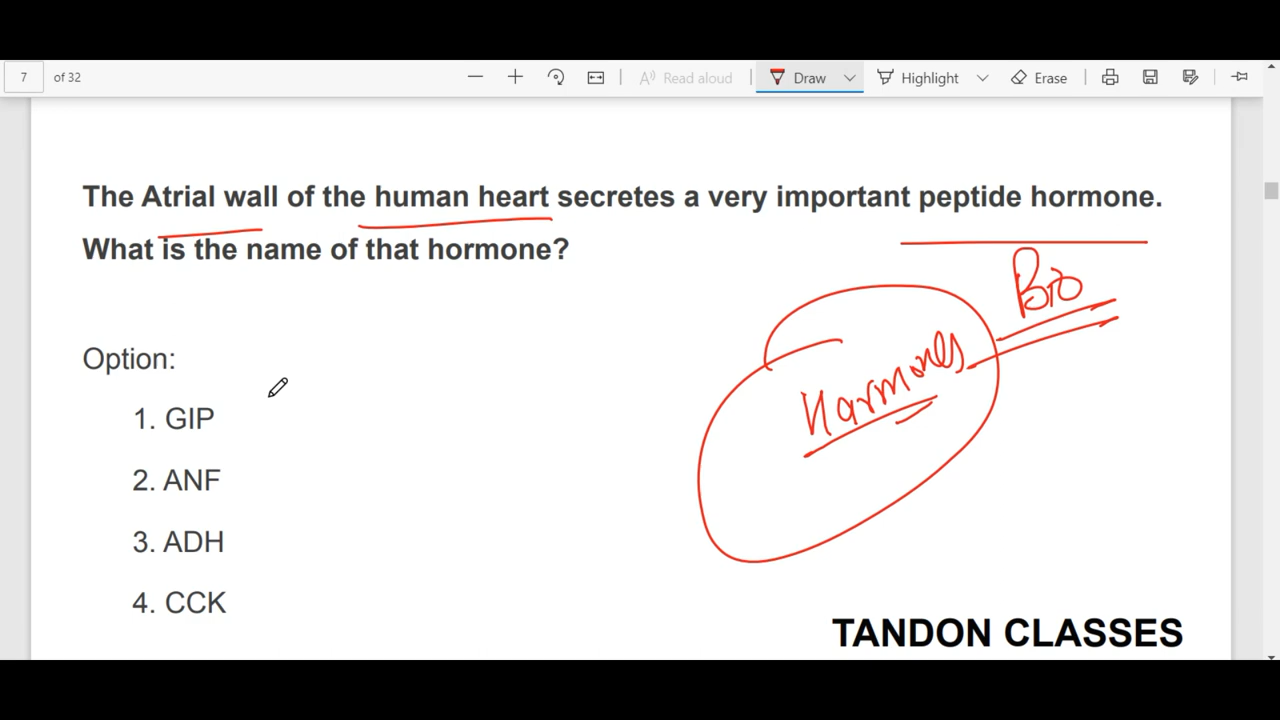 7 of 32 Read aloud Draw Highlight Erase
The Atrial wall of the human heart secretes a very important peptide hormone.
What is the name of that hormone?
Bio
Harmones
Option:
1. GIP
2. ANF
3. ADH
4. CCK
TANDON CLASSES